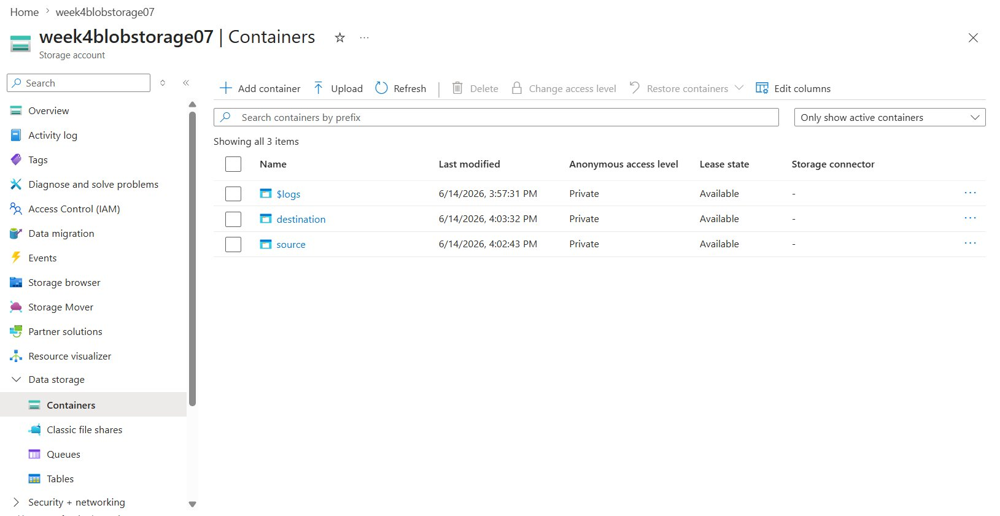 Home > week4blobstorage07
week4blobstorage07 | Containers ☆ ...
Storage account
Search
Overview
Activity log
Tags
Diagnose and solve problems
Access Control (IAM)
Data migration
Events
Storage browser
Storage Mover
Partner solutions
Resource visualizer
Data storage
Containers
Classic file shares
Queues
Tables
Security + networking
Add container Upload Refresh | Delete Change access level Restore containers Edit columns
Search containers by prefix Only show active containers
Showing all 3 items
Name Last modified Anonymous access level Lease state Storage connector
$logs 6/14/2026, 3:57:31 PM Private Available - ...
destination 6/14/2026, 4:03:32 PM Private Available - ...
source 6/14/2026, 4:02:43 PM Private Available - ...